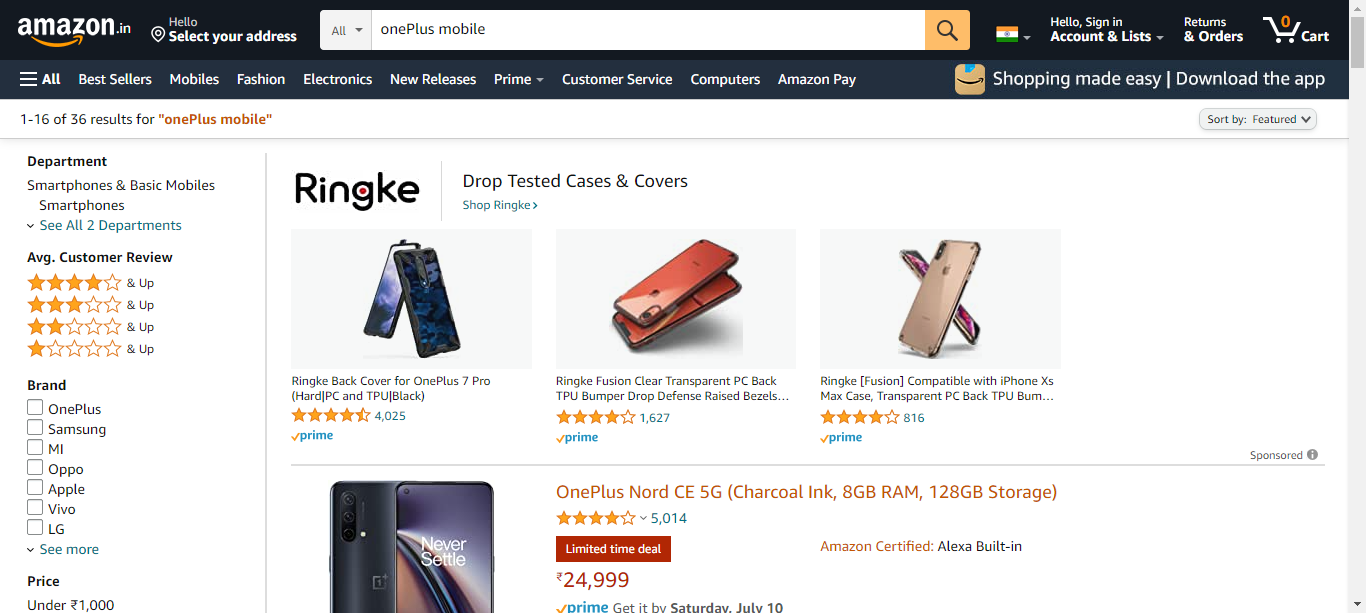 amazon.in
Hello
Select your address
All
onePlus mobile
Hello, Sign in
Account & Lists
Returns
& Orders
0
Cart
All
Best Sellers
Mobiles
Fashion
Electronics
New Releases
Prime
Customer Service
Computers
Amazon Pay
Shopping made easy | Download the app
1-16 of 36 results for "onePlus mobile"
Sort by: Featured
Department
Smartphones & Basic Mobiles
Smartphones
See All 2 Departments
Avg. Customer Review
& Up
& Up
& Up
& Up
Brand
OnePlus
Samsung
MI
Oppo
Apple
Vivo
LG
See more
Price
Under ₹1,000
Ringke
Drop Tested Cases & Covers
Shop Ringke
Ringke Back Cover for OnePlus 7 Pro
(Hard|PC and TPU|Black)
4,025
prime
Ringke Fusion Clear Transparent PC Back
TPU Bumper Drop Defense Raised Bezels…
1,627
prime
Ringke [Fusion] Compatible with iPhone Xs
Max Case, Transparent PC Back TPU Bum…
816
prime
Sponsored
Never
Settle
OnePlus Nord CE 5G (Charcoal Ink, 8GB RAM, 128GB Storage)
5,014
Limited time deal
₹24,999
prime Get it by Saturday, July 10
Amazon Certified: Alexa Built-in